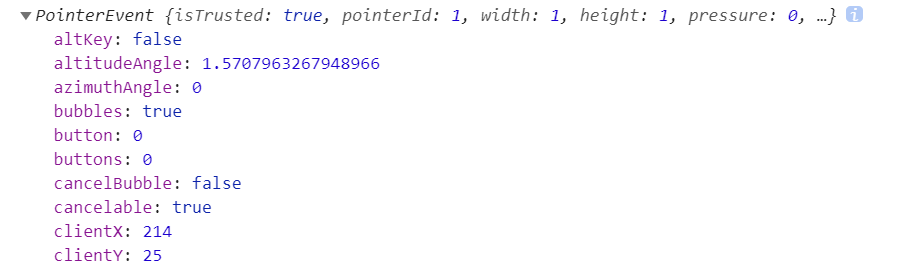 ▼PointerEvent {isTrusted: true, pointerId: 1, width: 1, height: 1, pressure: 0, …} i
altKey: false
altitudeAngle: 1.5707963267948966
azimuthAngle: 0
bubbles: true
button: 0
buttons: 0
cancelBubble: false
cancelable: true
clientX: 214
clientY: 25